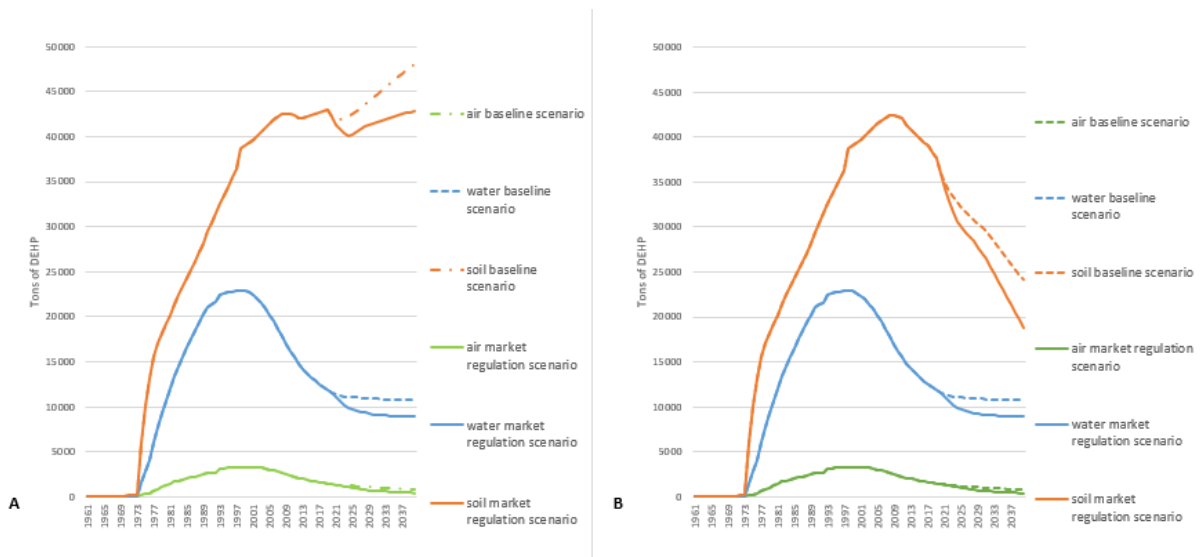 50000
45000
40000
35000
30000
25000
20000
15000
10000
5000
0
Tons of DEHP
1961
1965
1969
1973
1977
1981
1985
1989
1993
1997
2001
2005
2009
2013
2017
2021
2025
2029
2033
2037
air baseline scenario
water baseline
scenario
soil baseline
scenario
air market
regulation scenario
water market
regulation scenario
soil market
regulation scenario
A
50000
45000
40000
35000
30000
25000
20000
15000
10000
5000
0
Tons of DEHP
1961
1965
1969
1973
1977
1981
1985
1989
1993
1997
2001
2005
2009
2013
2017
2021
2025
2029
2033
2037
air baseline scenario
water baseline
scenario
soil baseline scenario
air market regulation
scenario
water market
regulation scenario
soil market
regulation scenario
B